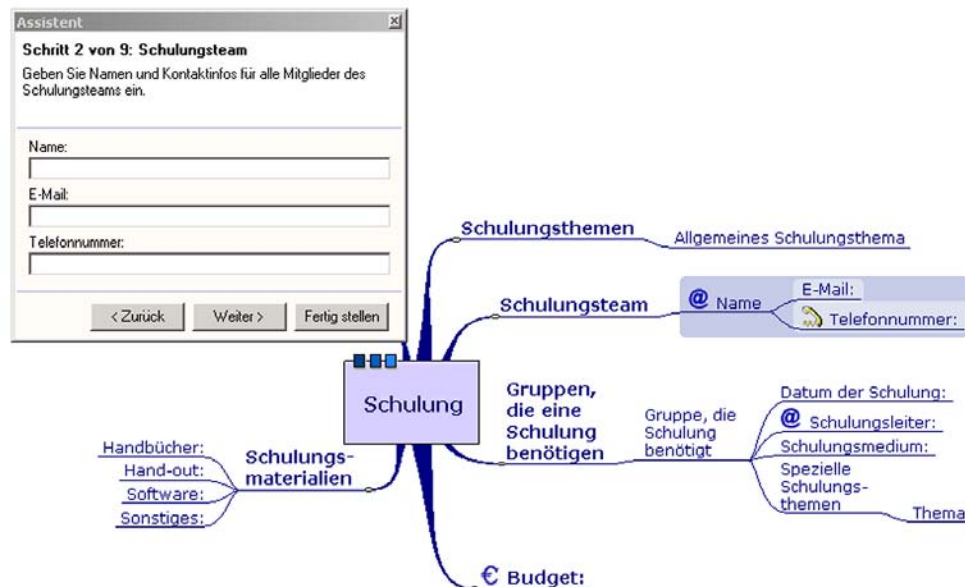 Assistent
Schritt 2 von 9: Schulungsteam
Geben Sie Namen und Kontaktinfos für alle Mitglieder des
Schulungsteams ein.
Name:
E-Mail:
Telefonnummer:
< Zurück
Weiter >
Fertig stellen
Schulung
Schulungsthemen
Allgemeines Schulungsthema
Schulungsteam
@ Name
E-Mail:
Telefonnummer:
Gruppen,
die eine
Schulung
benötigen
Gruppe, die
Schulung
benötigt
Datum der Schulung:
@ Schulungsleiter:
Schulungsmedium:
Spezielle
Schulungs-
themen
Thema
€ Budget:
Schulungs-
materialien
Handbücher:
Hand-out:
Software:
Sonstiges: